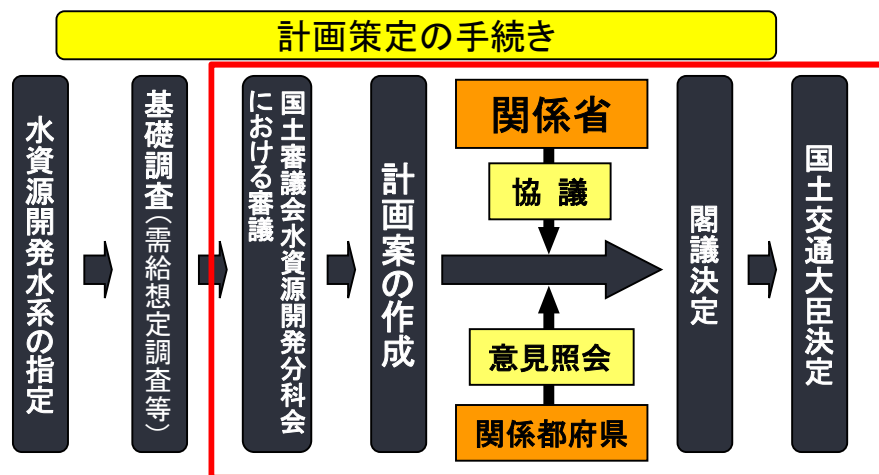 計画策定の手続き
水資源開発水系の指定
基礎調査(需給想定調査等)
国土審議会水資源開発分科会
における審議
計画案の作成
関係省
協 議
意見照会
関係都府県
閣議決定
国土交通大臣決定